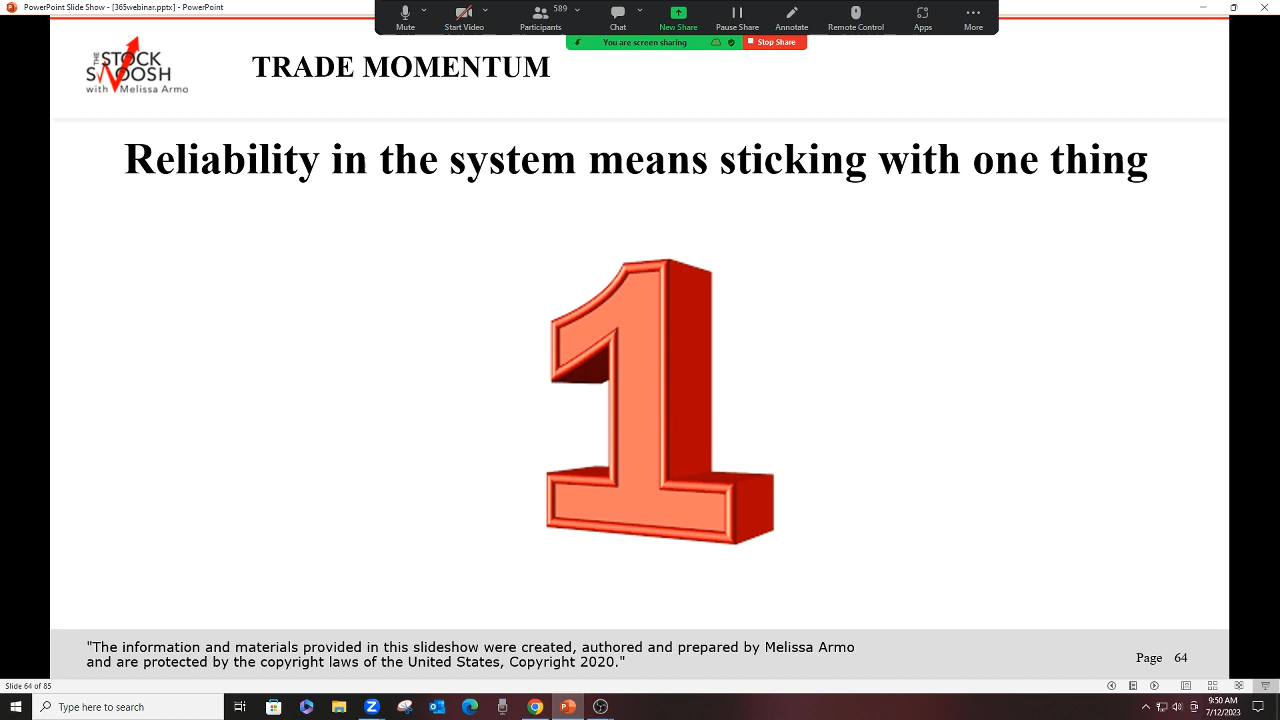 PowerPoint Slide Show - [365webinar.pptx] - PowerPoint
589
Mute
Start Video
Participants
Chat
New Share
Pause Share
Annotate
Remote Control
Apps
More
You are screen sharing
Stop Share
THE STOCK
SWOOSH
with Melissa Armo
TRADE MOMENTUM
Reliability in the system means sticking with one thing
1
"The information and materials provided in this slideshow were created, authored and prepared by Melissa Armo
and are protected by the copyright laws of the United States, Copyright 2020."
Page 64
Slide 64 of 85
Type here to search
9:50 AM
7/12/2023